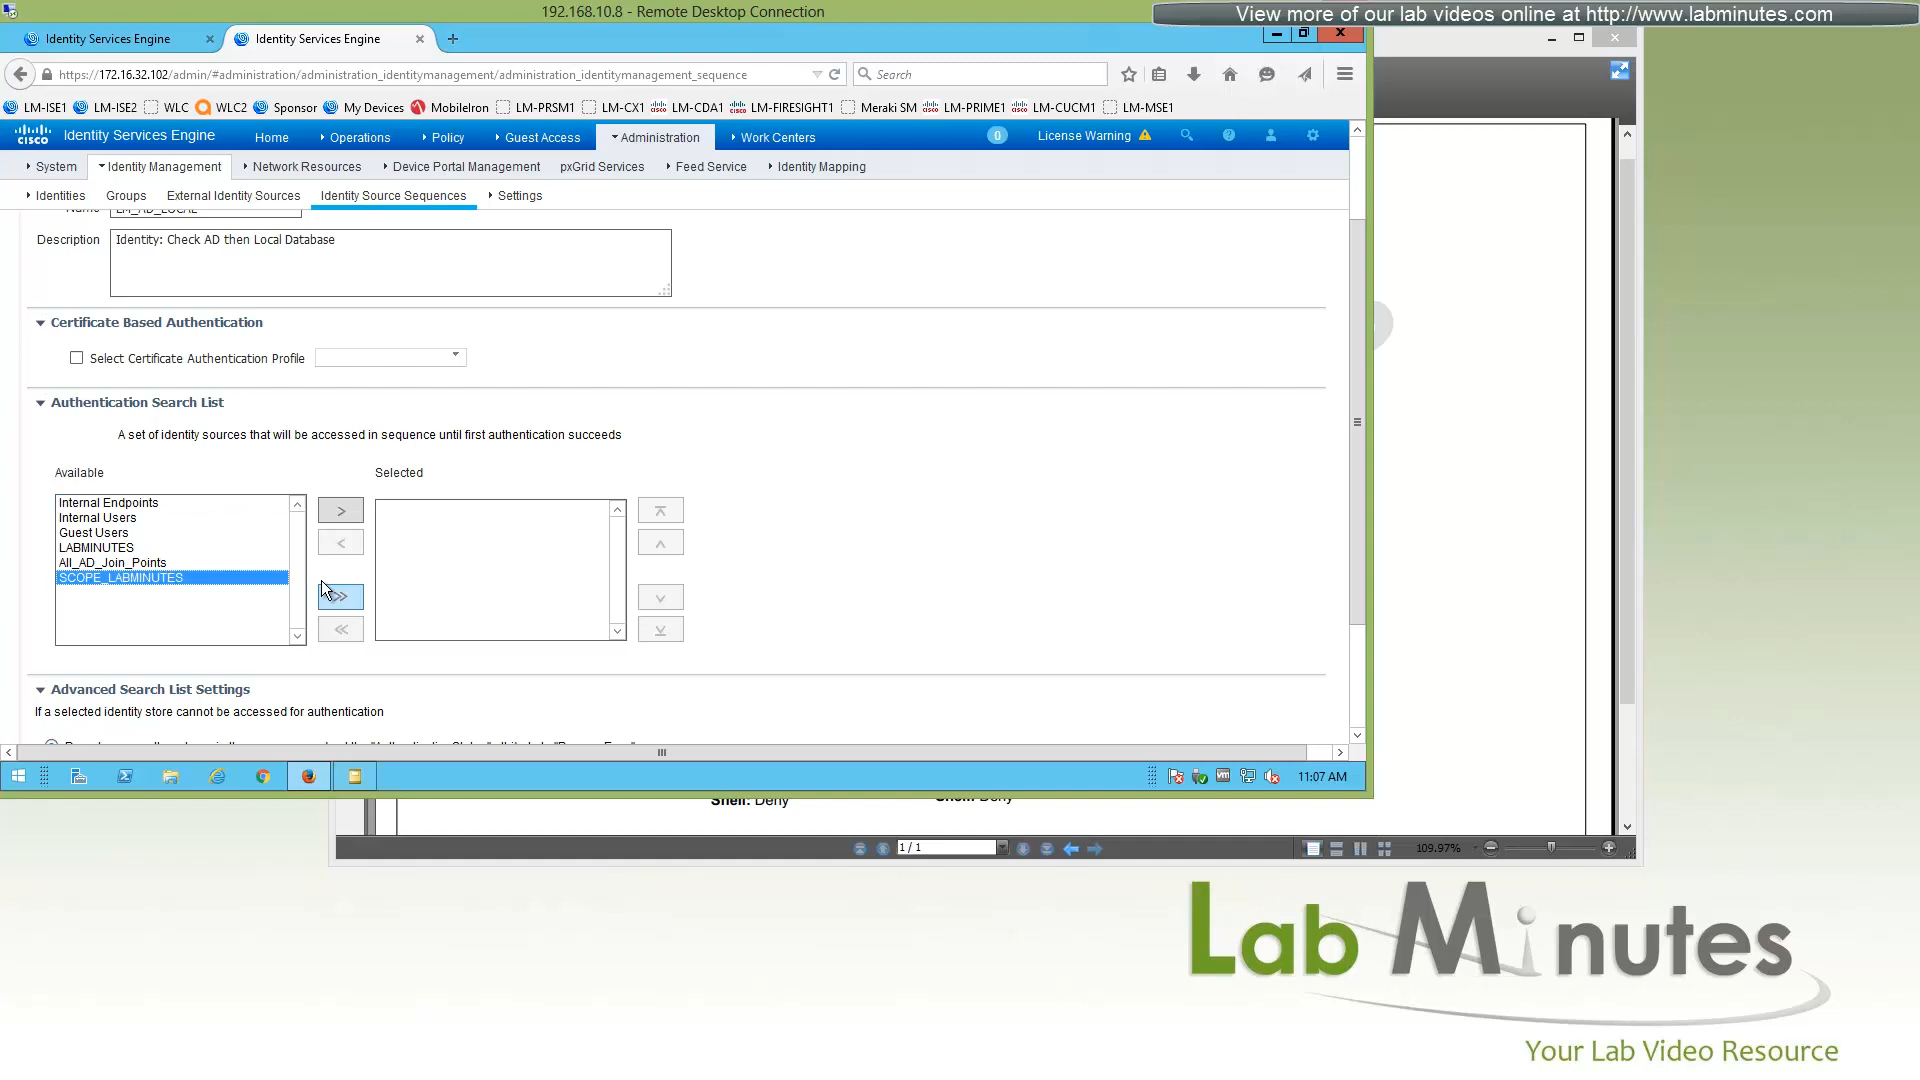 192.168.10.8 - Remote Desktop Connection
View more of our lab videos online at http://www.labminutes.com
Identity Services Engine
Identity Services Engine
https://172.16.32.102/admin/#administration/administration_identitymanagement/administration_identitymanagement_sequence
Search
LM-ISE1 LM-ISE2 WLC WLC2 Sponsor My Devices MobileIron LM-PRSM1 LM-CX1 LM-CDA1 LM-FIRESIGHT1 Meraki SM LM-PRIME1 LM-CUCM1 LM-MSE1
cisco Identity Services Engine Home Operations Policy Guest Access Administration Work Centers 0 License Warning
System Identity Management Network Resources Device Portal Management pxGrid Services Feed Service Identity Mapping
Identities Groups External Identity Sources Identity Source Sequences Settings
Name LM_AD_LOCAL
Description Identity: Check AD then Local Database
Certificate Based Authentication
Select Certificate Authentication Profile
Authentication Search List
A set of identity sources that will be accessed in sequence until first authentication succeeds
Available Selected
Internal Endpoints
Internal Users
Guest Users
LABMINUTES
All_AD_Join_Points
SCOPE_LABMINUTES
Advanced Search List Settings
If a selected identity store cannot be accessed for authentication
11:07 AM
Shell: Deny Shell: Deny
1 / 1
109.97%
Lab Minutes
Your Lab Video Resource